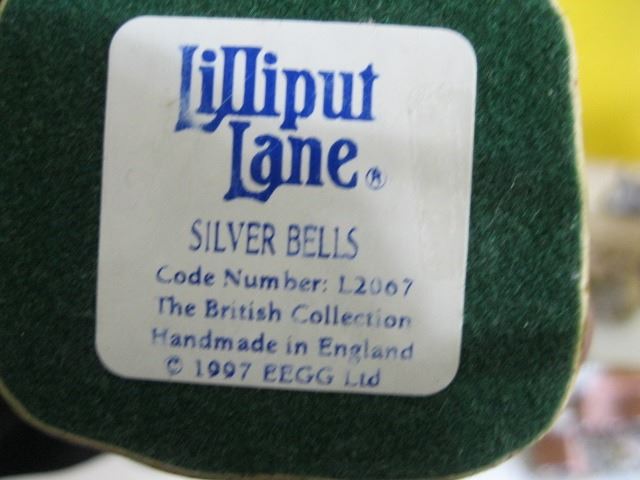 Lilliput
Lane®
SILVER BELLS
Code Number: L2067
The British Collection
Handmade in England
© 1997 EEGG Ltd